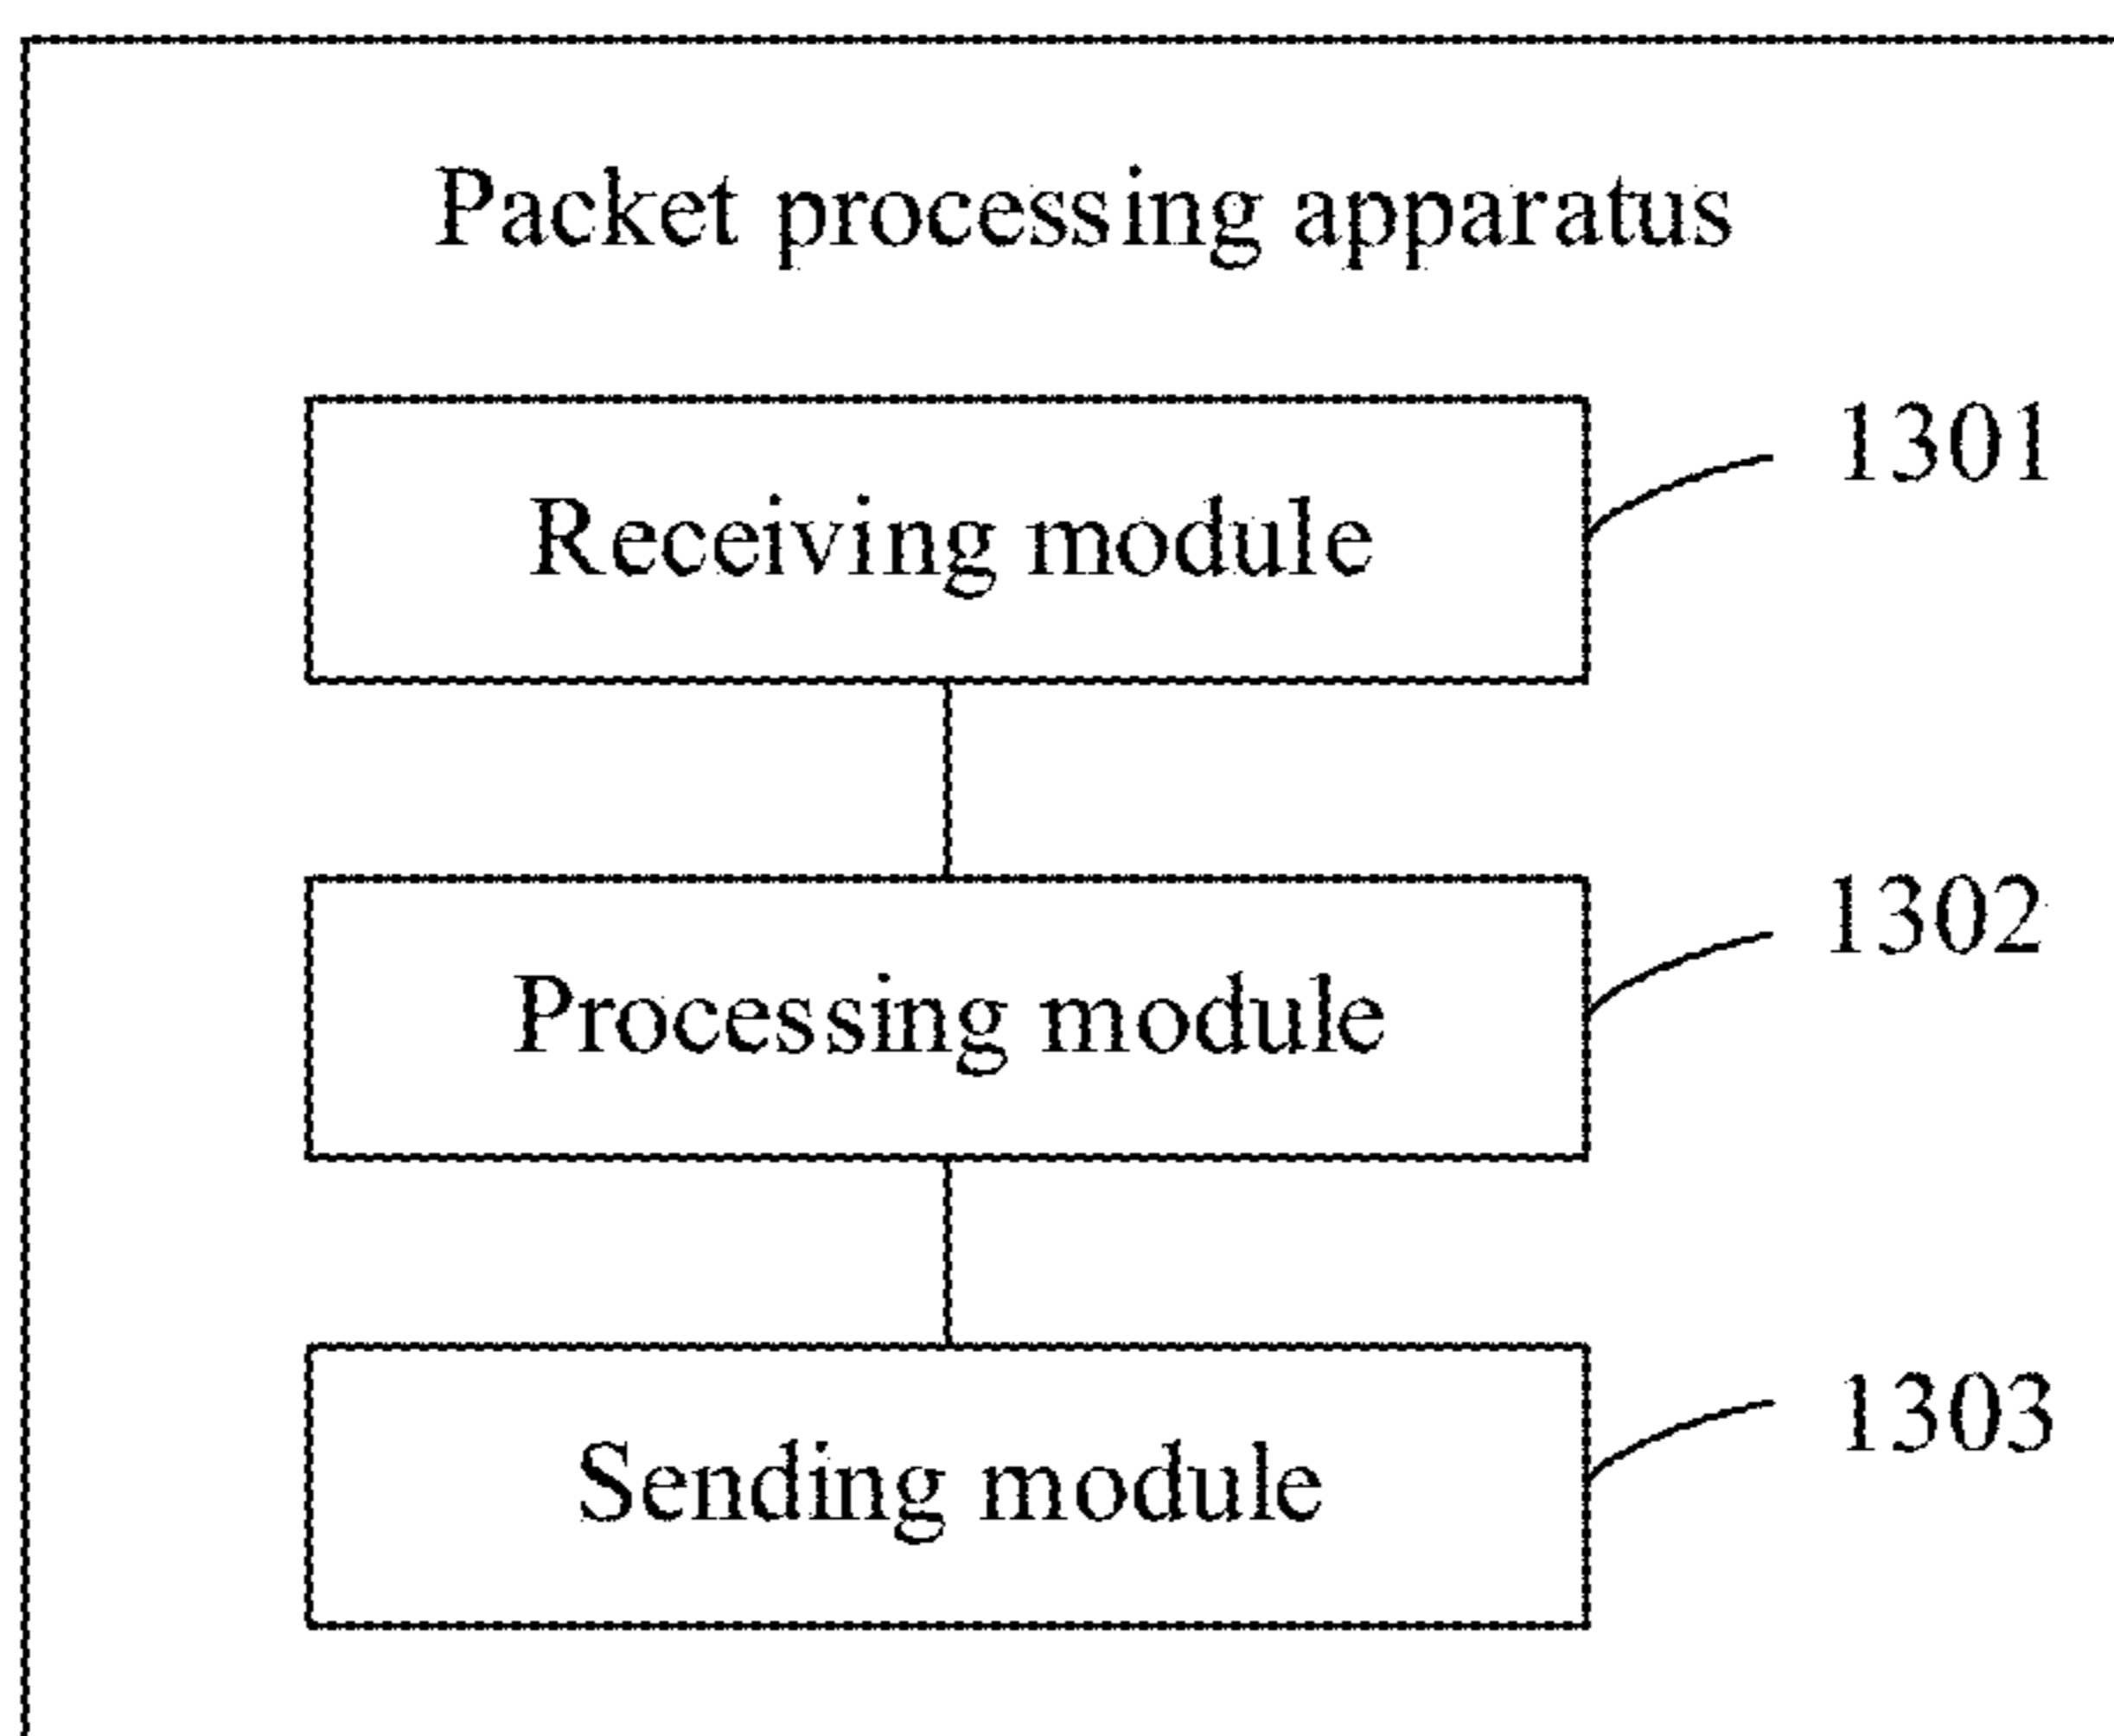 Packet processing apparatus
1301
Receiving module
1302
Processing module
1303
Sending module